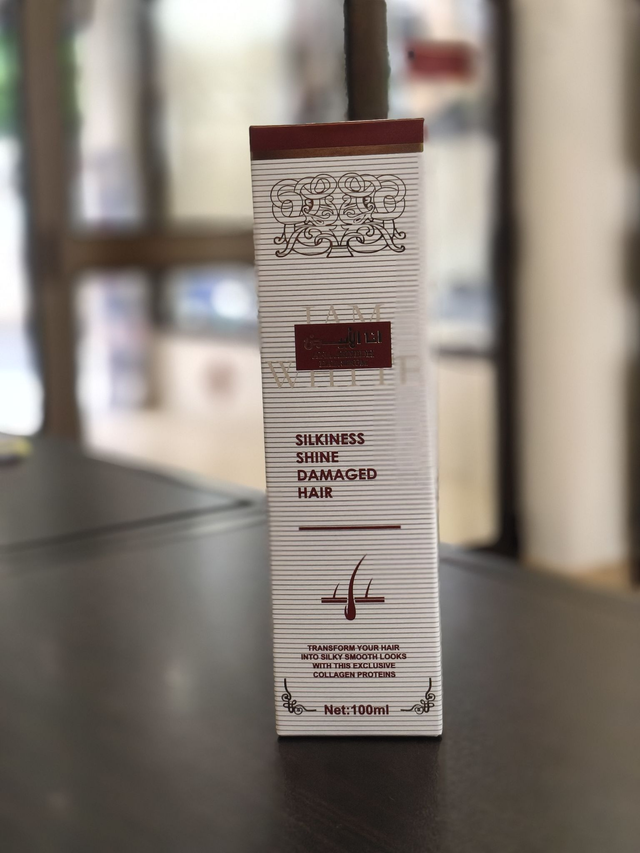 I AM
WHITE
SILKINESS
SHINE
DAMAGED
HAIR
TRANSFORM YOUR HAIR
INTO SILKY SMOOTH LOOKS
WITH THIS EXCLUSIVE
COLLAGEN PROTEINS
Net:100ml